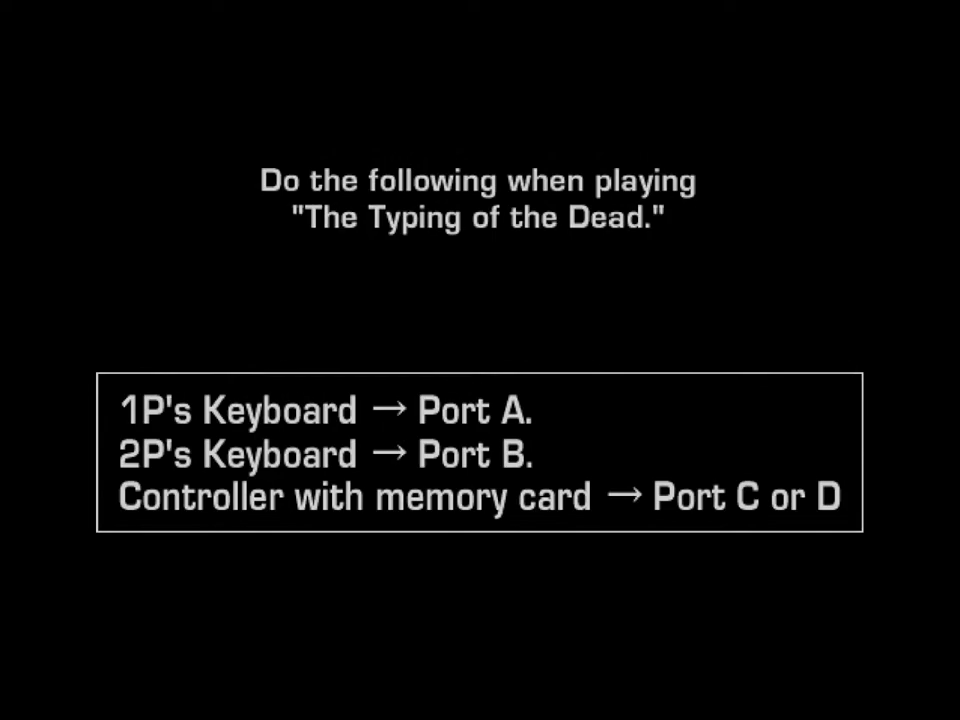 Do the following when playing
"The Typing of the Dead."
1P's Keyboard → Port A.
2P's Keyboard → Port B.
Controller with memory card → Port C or D